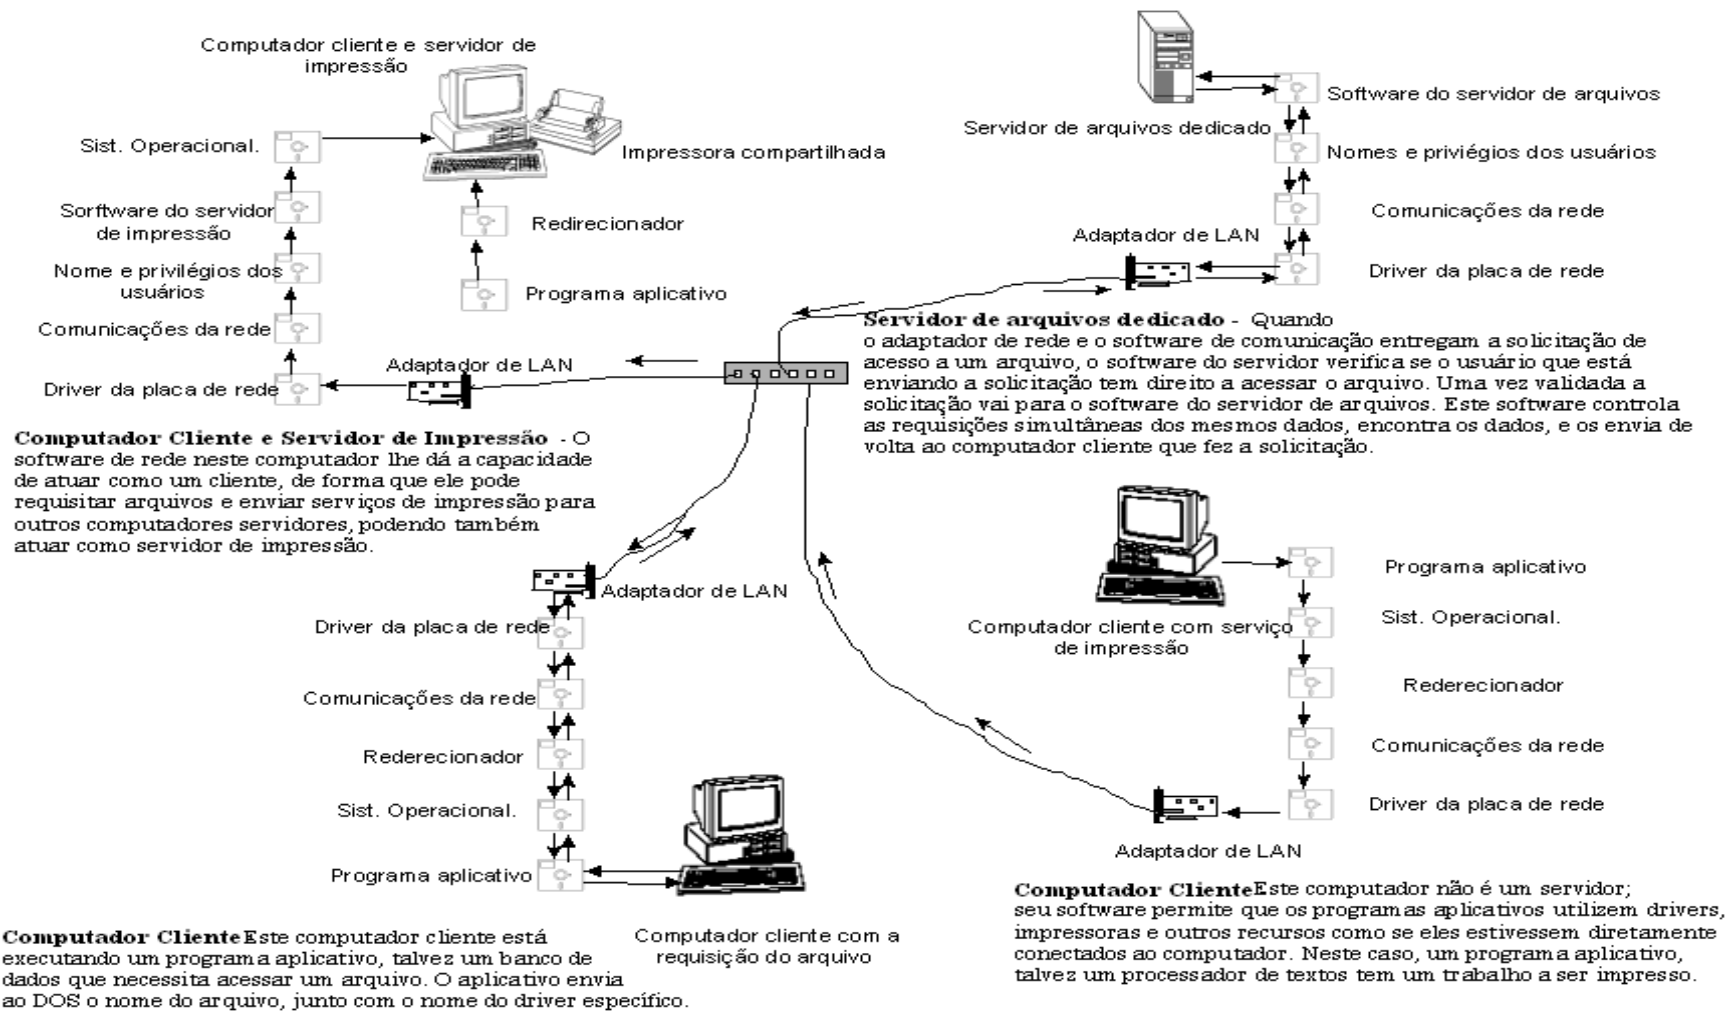 Computador cliente e servidor de
impressão
Sist. Operacional.
Impressora compartilhada
Sorftware do servidor
de impressão
Redirecionador
Nome e privilégios dos
usuários
Programa aplicativo
Comunicações da rede
Adaptador de LAN
Driver da placa de rede
Computador Cliente e Servidor de Impressão - O
software de rede neste computador lhe dá a capacidade
de atuar como um cliente, de forma que ele pode
requisitar arquivos e enviar serviços de impressão para
outros computadores servidores, podendo também
atuar como servidor de impressão.
Software do servidor de arquivos
Servidor de arquivos dedicado
Nomes e priviégios dos usuários
Comunicações da rede
Adaptador de LAN
Driver da placa de rede
Servidor de arquivos dedicado - Quando
o adaptador de rede e o software de comunicação entregam a solicitação de
acesso a um arquivo, o software do servidor verifica se o usuário que está
enviando a solicitação tem direito a acessar o arquivo. Uma vez validada a
solicitação vai para o software do servidor de arquivos. Este software controla
as requisições simultâneas dos mesmos dados, encontra os dados, e os envia de
volta ao computador cliente que fez a solicitação.
Adaptador de LAN
Driver da placa de rede
Comunicações da rede
Rederecionador
Sist. Operacional.
Programa aplicativo
Computador cliente com a
requisição do arquivo
Computador Cliente Este computador cliente está
executando um programa aplicativo, talvez um banco de
dados que necessita acessar um arquivo. O aplicativo envia
ao DOS o nome do arquivo, junto com o nome do driver específico.
Programa aplicativo
Computador cliente com serviço
de impressão
Sist. Operacional.
Rederecionador
Comunicações da rede
Driver da placa de rede
Adaptador de LAN
Computador Cliente Este computador não é um servidor;
seu software permite que os programas aplicativos utilizem drivers,
impressoras e outros recursos como se eles estivessem diretamente
conectados ao computador. Neste caso, um programa aplicativo,
talvez um processador de textos tem um trabalho a ser impresso.